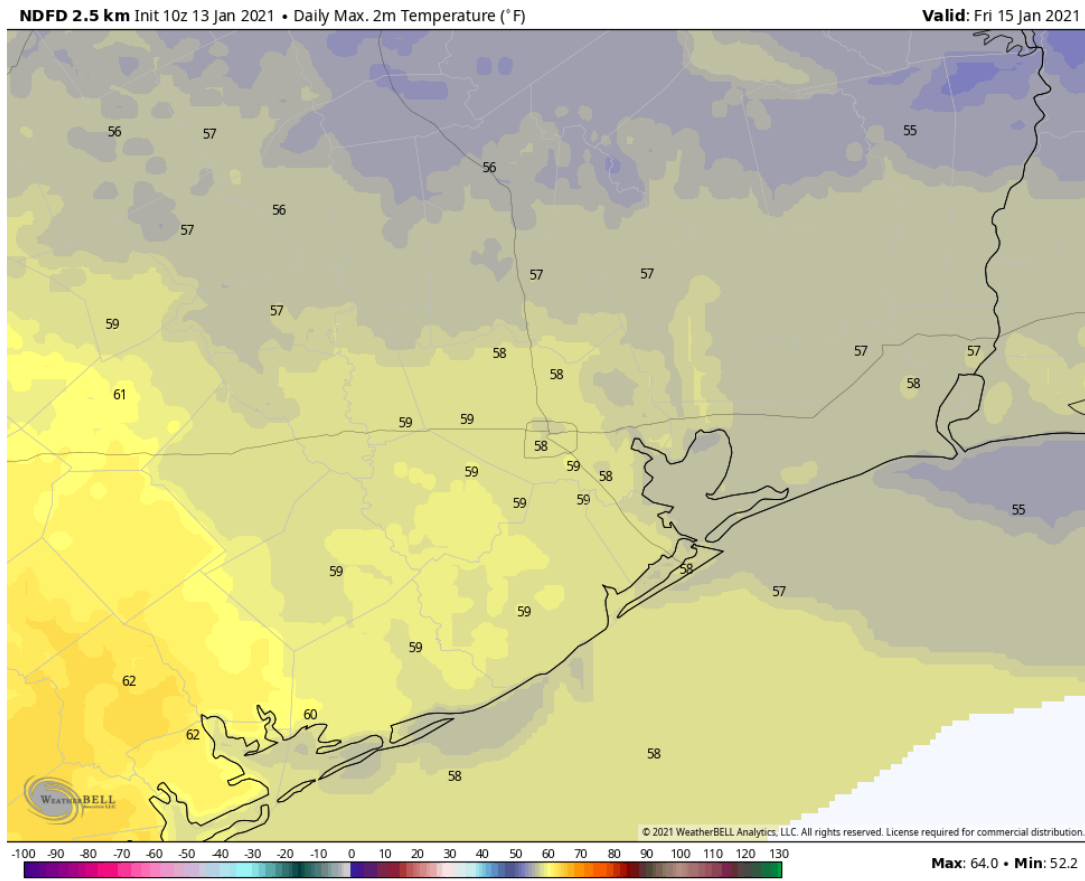 NDFD 2.5 km Init 10z 13 Jan 2021 • Daily Max. 2m Temperature (°F) Valid: Fri 15 Jan 2021
56 57 55
56
56
57
57 57
57
59
58 57 57
58 58
61
59 59
58
59 59 58
59 59 55
58
59 57
59
59
62
60
62
58
58
WEATHERBELL
© 2021 WeatherBELL Analytics, LLC. All rights reserved. License required for commercial distribution.
-100 -90 -80 -70 -60 -50 -40 -30 -20 -10 0 10 20 30 40 50 60 70 80 90 100 110 120 130
Max: 64.0 • Min: 52.2